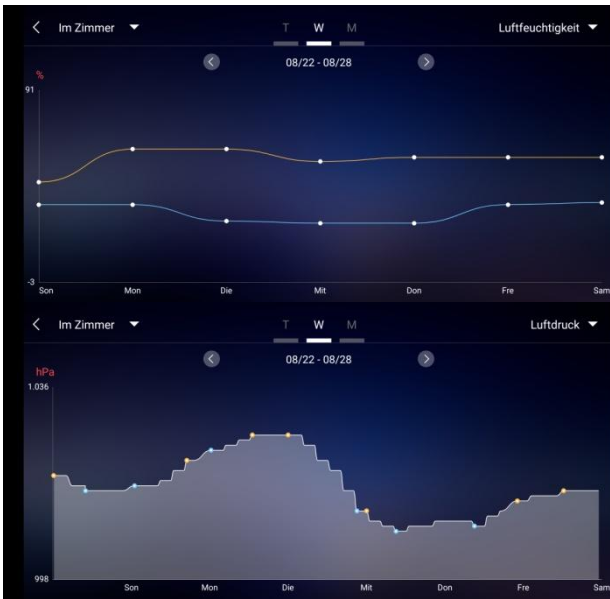 Im Zimmer T W M Luftfeuchtigkeit
08/22 - 08/28
%
91
-3
Son Mon Die Mit Don Fre Sam
Im Zimmer T W M Luftdruck
08/22 - 08/28
hPa
1.036
998
Son Mon Die Mit Don Fre Sam